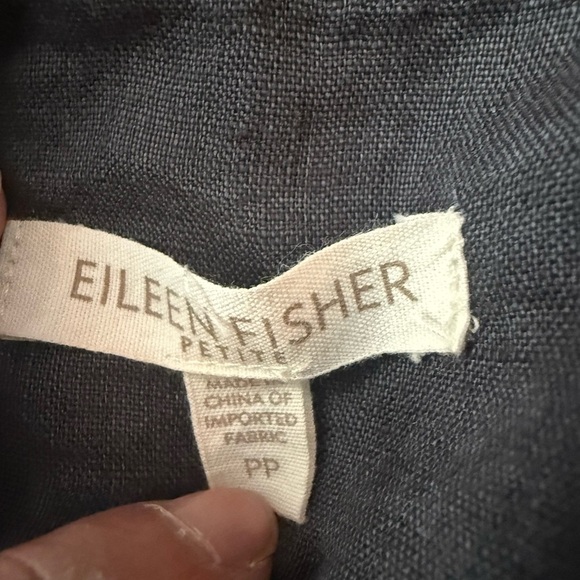 EILEEN FISHER
PETITE
MADE IN
CHINA OF
IMPORTED
FABRIC
PP